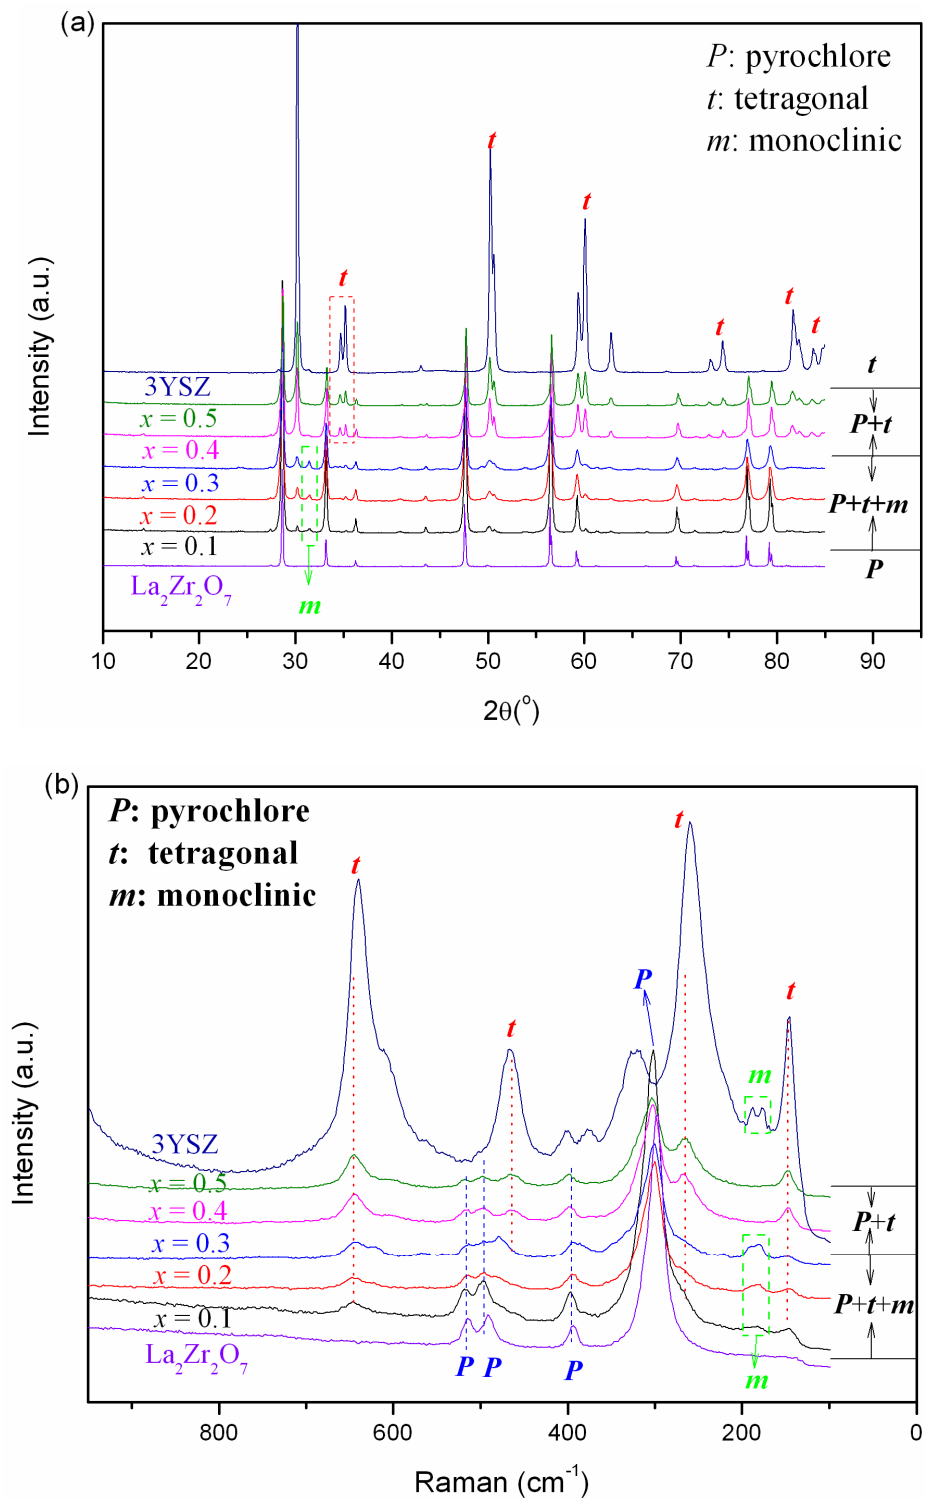 (a)
P: pyrochlore
t: tetragonal
m: monoclinic
t
t
t
t
t
t
Intensity (a.u.)
3YSZ
x = 0.5
x = 0.4
x = 0.3
x = 0.2
x = 0.1
La2Zr2O7
m
t
P+t
P+t+m
P
10 20 30 40 50 60 70 80 90
2θ(°)
(b)
P: pyrochlore
t: tetragonal
m: monoclinic
t
t
t
P
t
m
Intensity (a.u.)
3YSZ
x = 0.5
x = 0.4
x = 0.3
x = 0.2
x = 0.1
La2Zr2O7
P P P
m
P+t
P+t+m
800 600 400 200 0
Raman (cm⁻¹)